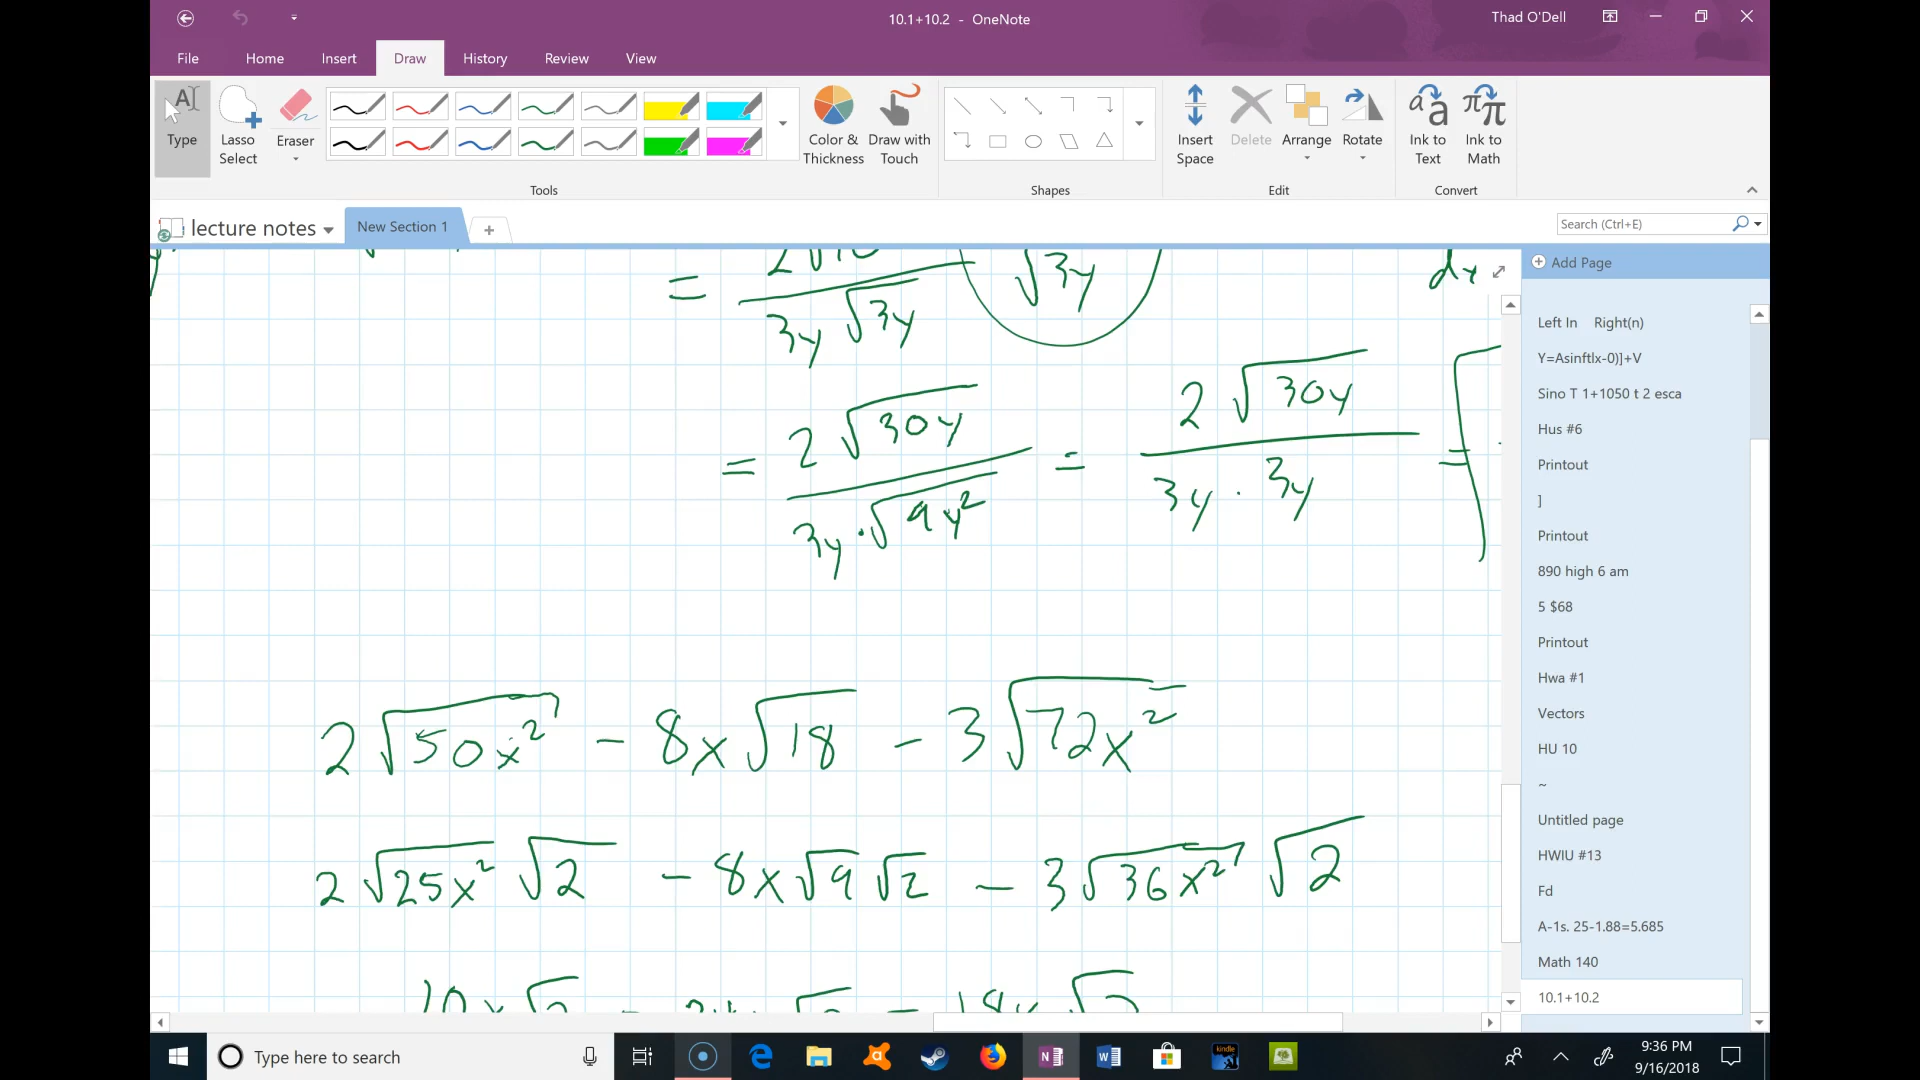 10.1+10.2 - OneNote
Thad O'Dell
File Home Insert Draw History Review View
Type
Lasso Select
Eraser
Color & Thickness
Draw with Touch
Insert Space
Delete
Arrange
Rotate
Ink to Text
Ink to Math
Tools Shapes Edit Convert
lecture notes New Section 1 +
Search (Ctrl+E)
Add Page
Left In Right(n)
Y=Asinftlx-0)]+V
Sino T 1+1050 t 2 esca
Hus #6
Printout
]
Printout
890 high 6 am
5 $68
Printout
Hwa #1
Vectors
HU 10
~
Untitled page
HWIU #13
Fd
A-1s. 25-1.88=5.685
Math 140
10.1+10.2
= 2√10 / 3y√3y √3y
= 2√30y / 3y·√9y² = 2√30y / 3y · 3y =
2√50x² - 8x√18 - 3√72x²
2√25x² √2 - 8x√9 √2 - 3√36x² √2
Type here to search
kindle
9:36 PM
9/16/2018